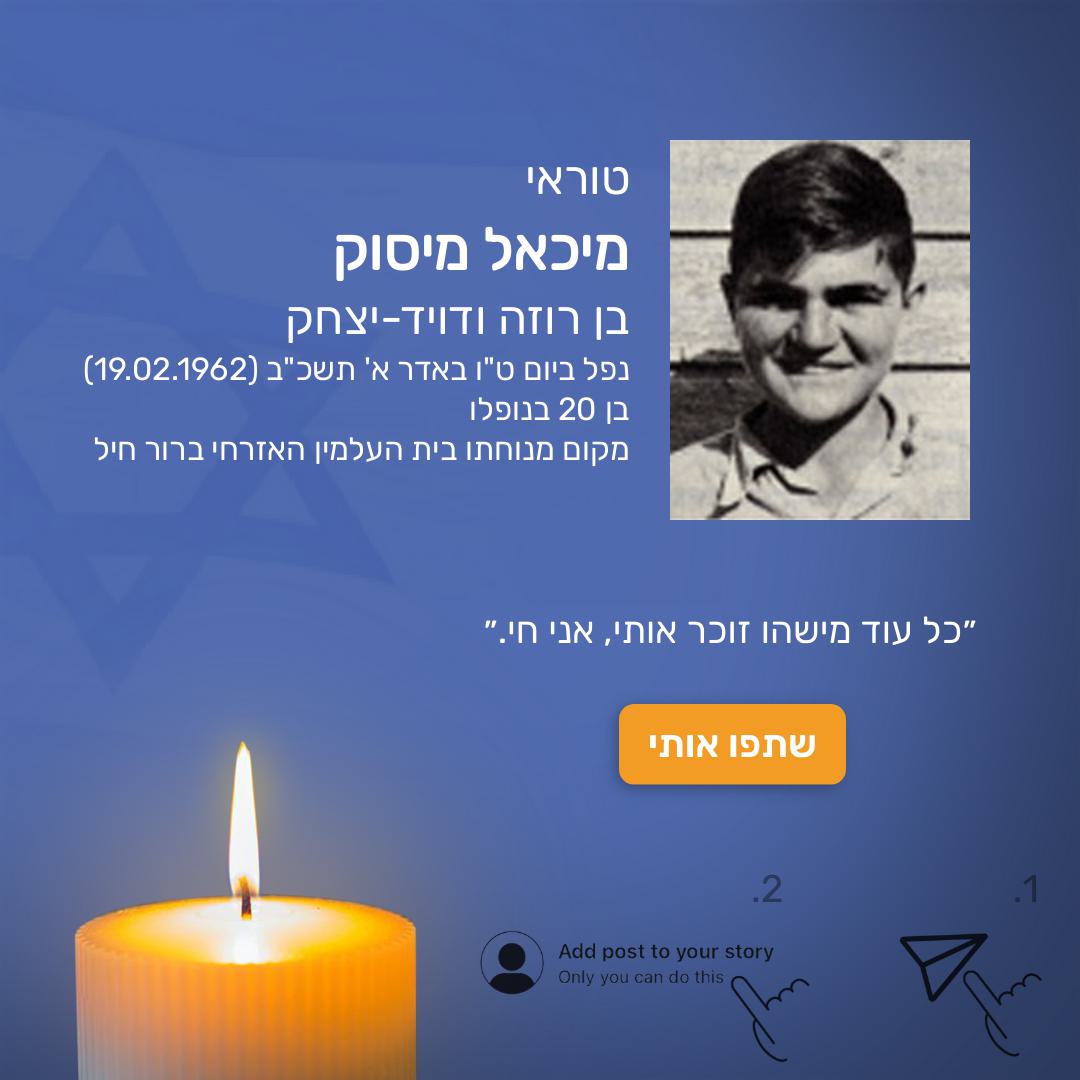 טוראי
מיכאל מיסוק
בן רוזה ודויד-יצחק
נפל ביום ט"ו באדר א' תשכ"ב (19.02.1962)
בן 20 בנופלו
מקום מנוחתו בית העלמין האזרחי ברור חיל
״כל עוד מישהו זוכר אותי, אני חי.״
שתפו אותי
1.
2.
Add post to your story
Only you can do this